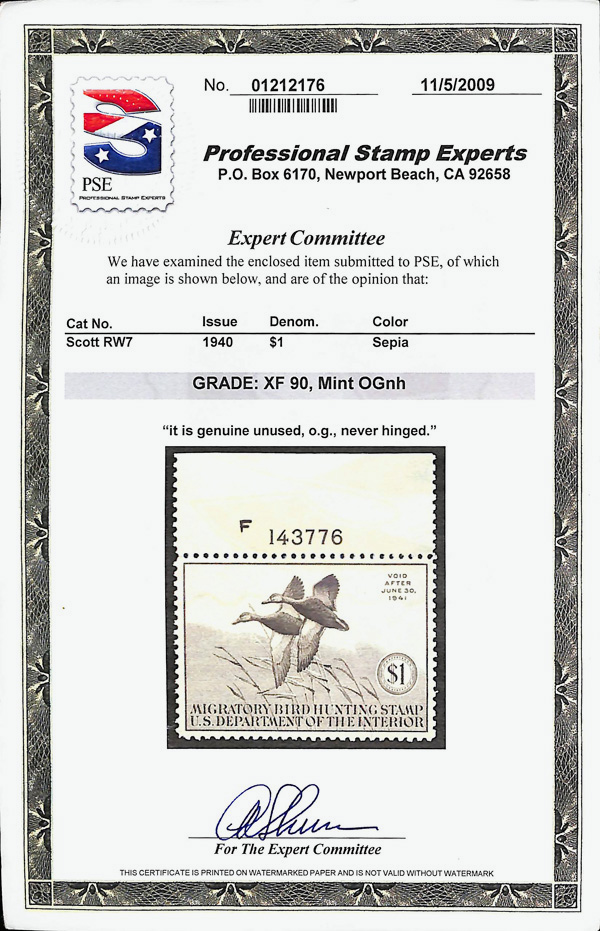 No. 01212176 11/5/2009
PSE
PROFESSIONAL STAMP EXPERTS
Professional Stamp Experts
P.O. Box 6170, Newport Beach, CA 92658
Expert Committee
We have examined the enclosed item submitted to PSE, of which
an image is shown below, and are of the opinion that:
Cat No. Issue Denom. Color
Scott RW7 1940 $1 Sepia
GRADE: XF 90, Mint OGnh
“it is genuine unused, o.g., never hinged.”
F 143776
VOID
AFTER
JUNE 30,
1941
$1
MIGRATORY BIRD HUNTING STAMP
U.S. DEPARTMENT OF THE INTERIOR
For The Expert Committee
THIS CERTIFICATE IS PRINTED ON WATERMARKED PAPER AND IS NOT VALID WITHOUT WATERMARK